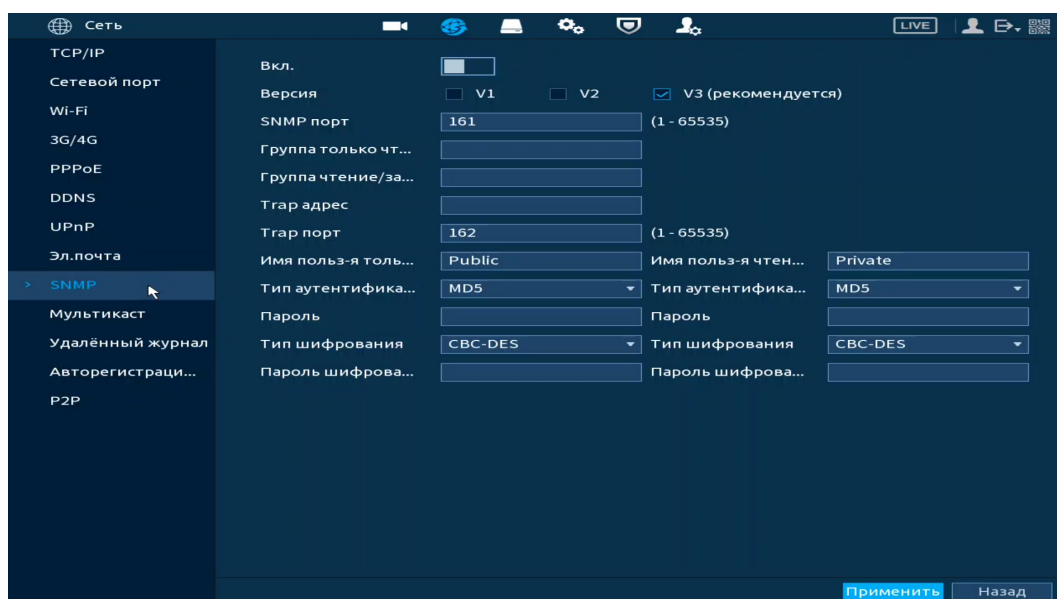 Сеть LIVE
TCP/IP
Сетевой порт
Wi-Fi
3G/4G
PPPoE
DDNS
UPnP
Эл.почта
> SNMP
Мультикаст
Удалённый журнал
Авторегистраци...
P2P
Вкл.
Версия V1 V2 V3 (рекомендуется)
SNMP порт 161 (1 - 65535)
Группа только чт...
Группа чтение/за...
Trap адрес
Trap порт 162 (1 - 65535)
Имя польз-я толь... Public Имя польз-я чтен... Private
Тип аутентифика... MD5 Тип аутентифика... MD5
Пароль Пароль
Тип шифрования CBC-DES Тип шифрования CBC-DES
Пароль шифрова... Пароль шифрова...
Применить Назад